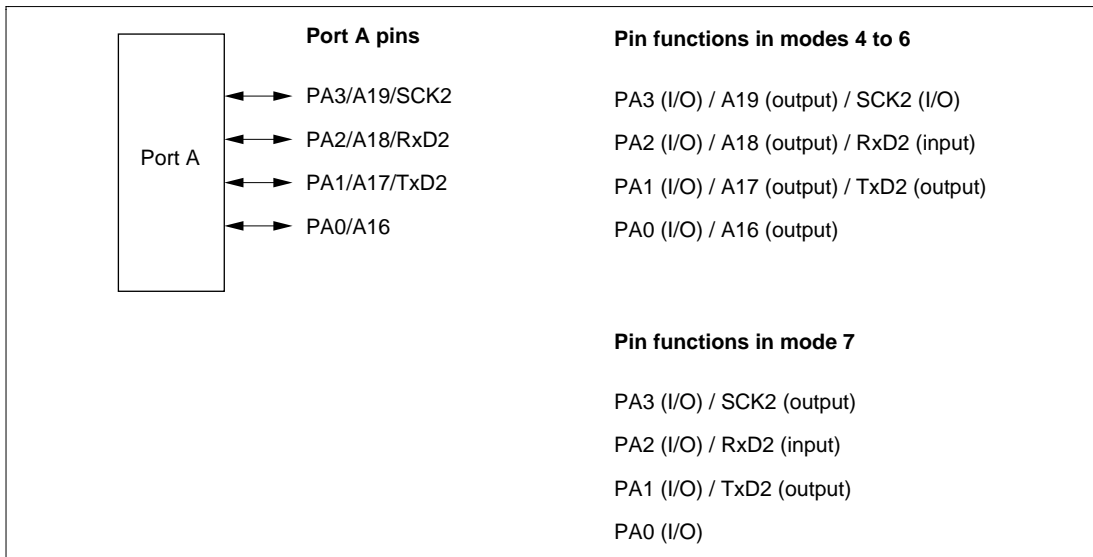 Port A
Port A pins
PA3/A19/SCK2
PA2/A18/RxD2
PA1/A17/TxD2
PA0/A16
Pin functions in modes 4 to 6
PA3 (I/O) / A19 (output) / SCK2 (I/O)
PA2 (I/O) / A18 (output) / RxD2 (input)
PA1 (I/O) / A17 (output) / TxD2 (output)
PA0 (I/O) / A16 (output)
Pin functions in mode 7
PA3 (I/O) / SCK2 (output)
PA2 (I/O) / RxD2 (input)
PA1 (I/O) / TxD2 (output)
PA0 (I/O)